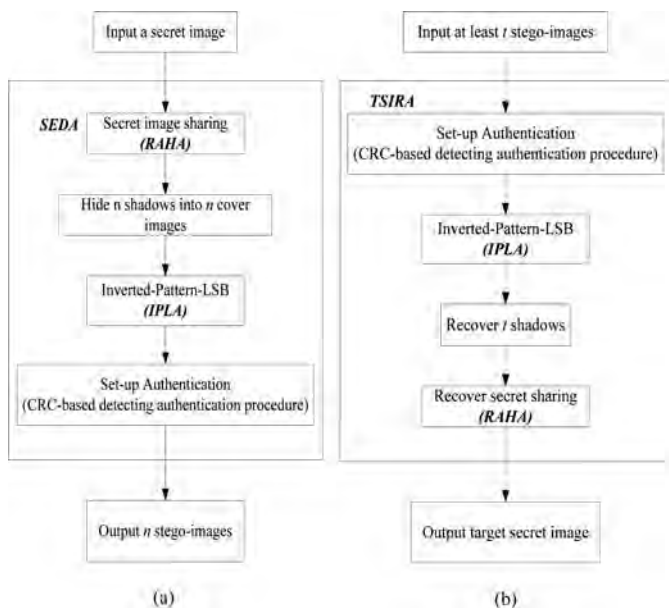 Input a secret image
SEDA
Secret image sharing
(RAHA)
Hide n shadows into n cover
images
Inverted-Pattern-LSB
(IPLA)
Set-up Authentication
(CRC-based detecting authentication procedure)
Output n stego-images
(a)
Input at least t stego-images
TSIRA
Set-up Authentication
(CRC-based detecting authentication procedure)
Inverted-Pattern-LSB
(IPLA)
Recover t shadows
Recover secret sharing
(RAHA)
Output target secret image
(b)